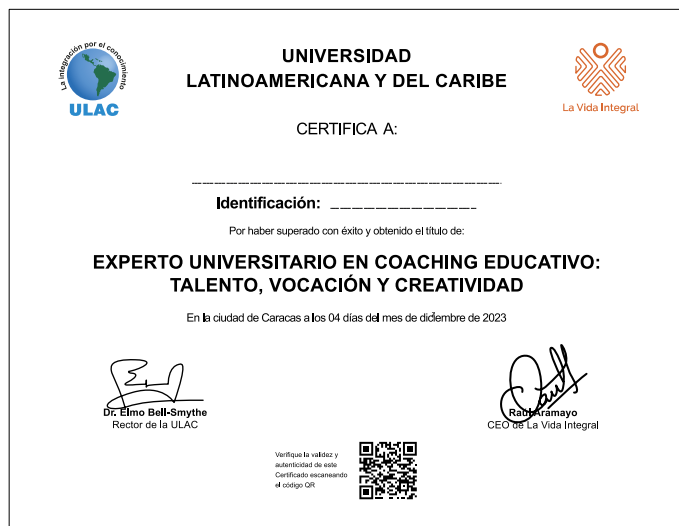 La integración por el conocimiento
ULAC
UNIVERSIDAD
LATINOAMERICANA Y DEL CARIBE
La Vida Integral
CERTIFICA A:
Identificación:
Por haber superado con éxito y obtenido el título de:
EXPERTO UNIVERSITARIO EN COACHING EDUCATIVO:
TALENTO, VOCACIÓN Y CREATIVIDAD
En la ciudad de Caracas a los 04 días del mes de diciembre de 2023
Dr. Elmo Bell-Smythe
Rector de la ULAC
Raúl Aramayo
CEO de La Vida Integral
Verifique la validez y
autenticidad de este
Certificado escaneando
el código QR